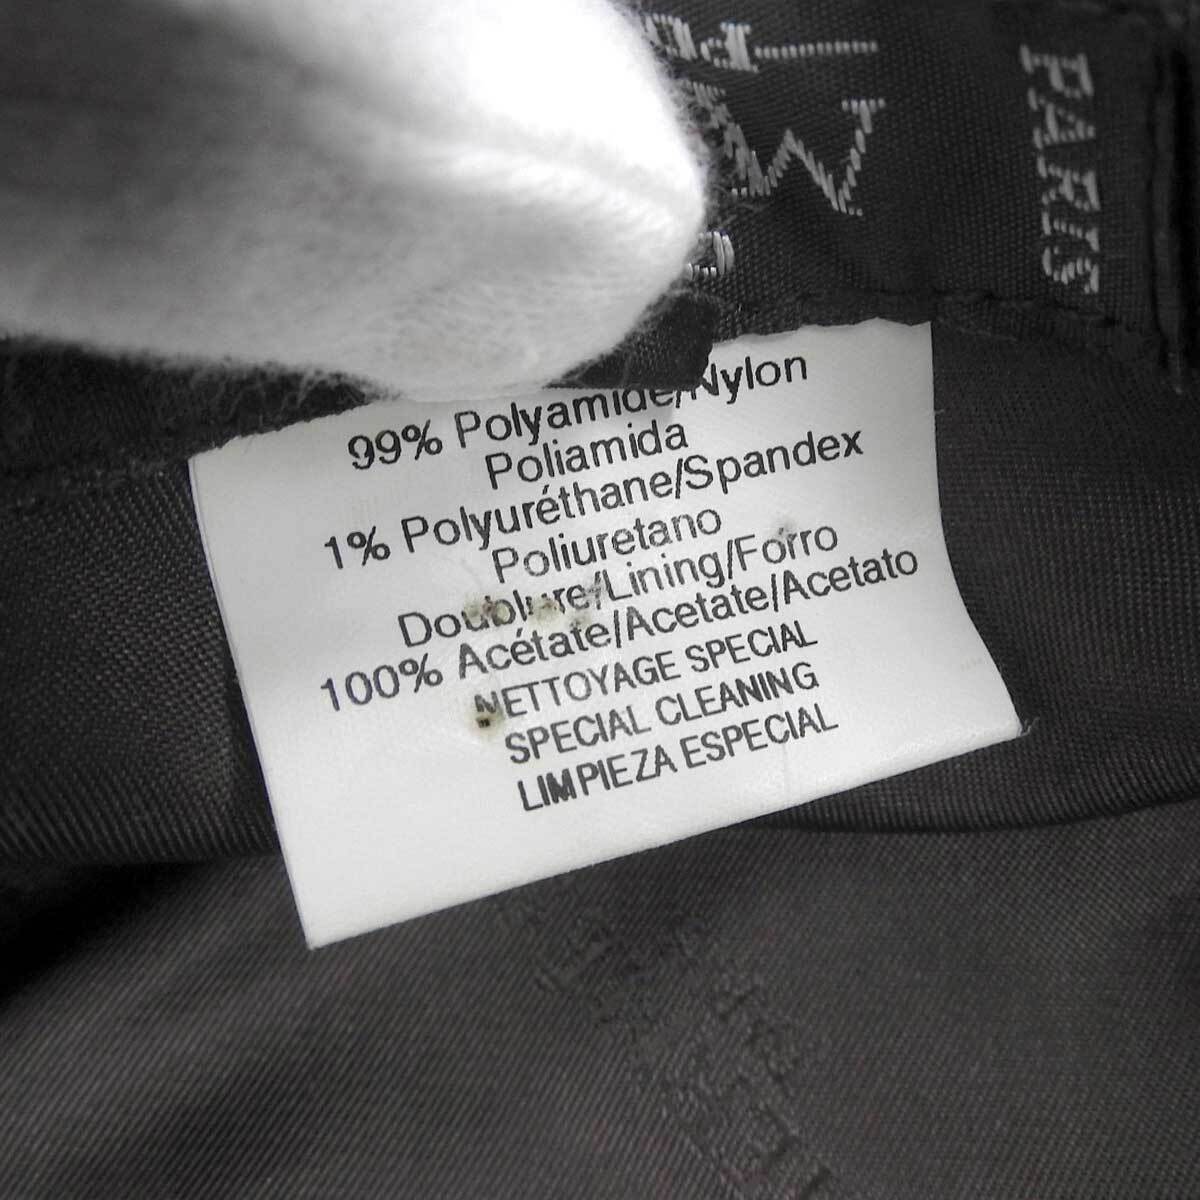 PARIS
99% Polyamide/Nylon
Poliamida
1% Polyuréthane/Spandex
Poliuretano
Doublure/Lining/Forro
100% Acétate/Acetate/Acetato
NETTOYAGE SPECIAL
SPECIAL CLEANING
LIMPIEZA ESPECIAL